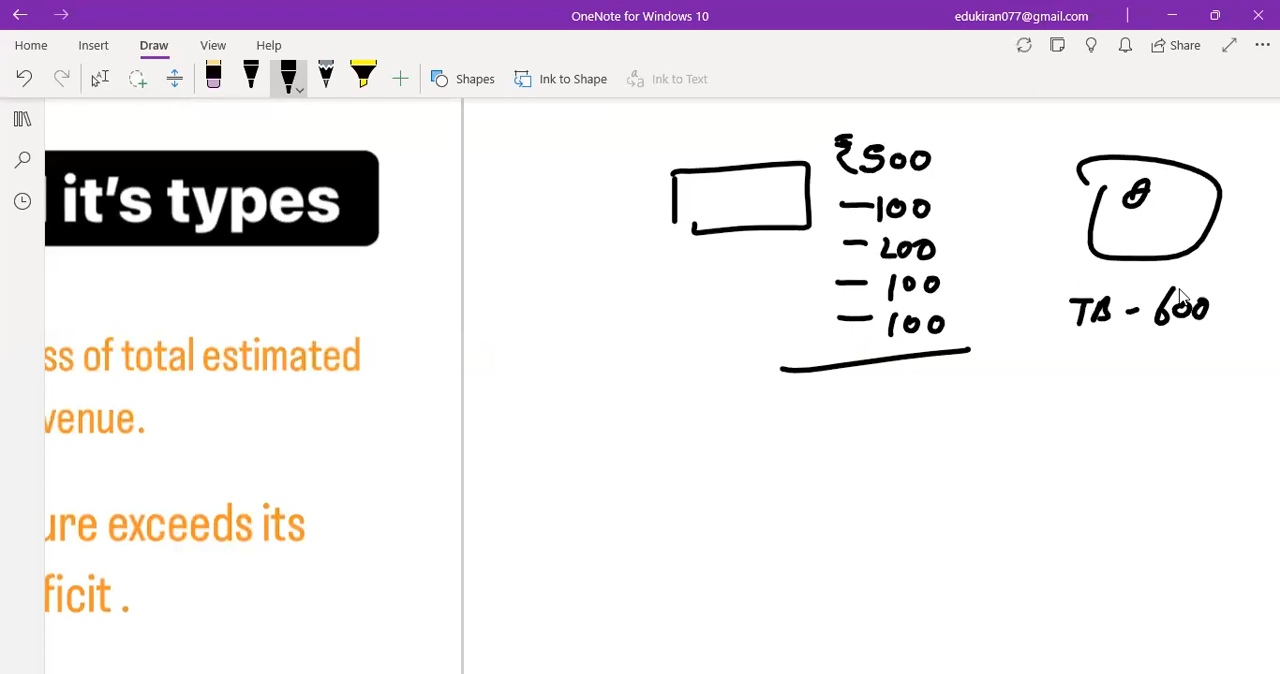 OneNote for Windows 10
edukiran077@gmail.com
Home Insert Draw View Help
Share
Shapes
Ink to Shape
Ink to Text
it's types
ss of total estimated
venue.
ure exceeds its
ficit .
₹500
—100
— 200
— 100
— 100
TB - 600